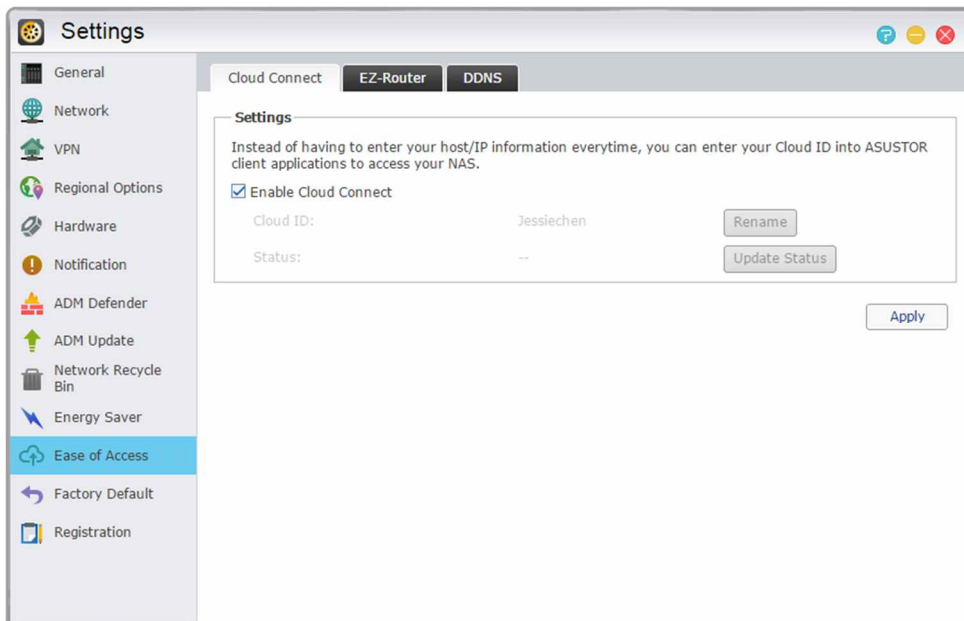 Settings
General
Network
VPN
Regional Options
Hardware
Notification
ADM Defender
ADM Update
Network Recycle
Bin
Energy Saver
Ease of Access
Factory Default
Registration
Cloud Connect EZ-Router DDNS
Settings
Instead of having to enter your host/IP information everytime, you can enter your Cloud ID into ASUSTOR
client applications to access your NAS.
Enable Cloud Connect
Cloud ID: Jessiechen Rename
Status: -- Update Status
Apply